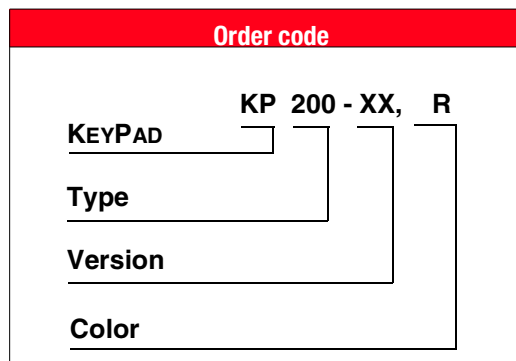 Order code
KP 200 - XX, R
KEYPAD
Type
Version
Color